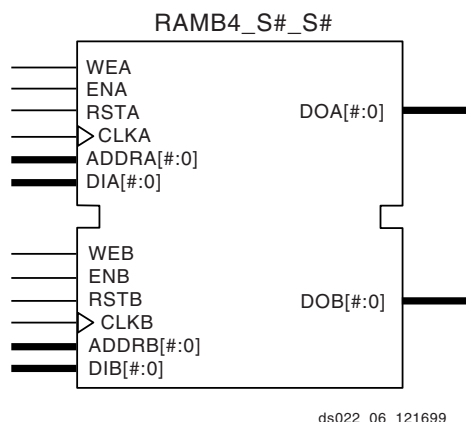 RAMB4_S#_S#
WEA
ENA
RSTA
CLKA
ADDRA[#:0]
DIA[#:0]
DOA[#:0]
WEB
ENB
RSTB
CLKB
ADDRB[#:0]
DIB[#:0]
DOB[#:0]
ds022_06_121699